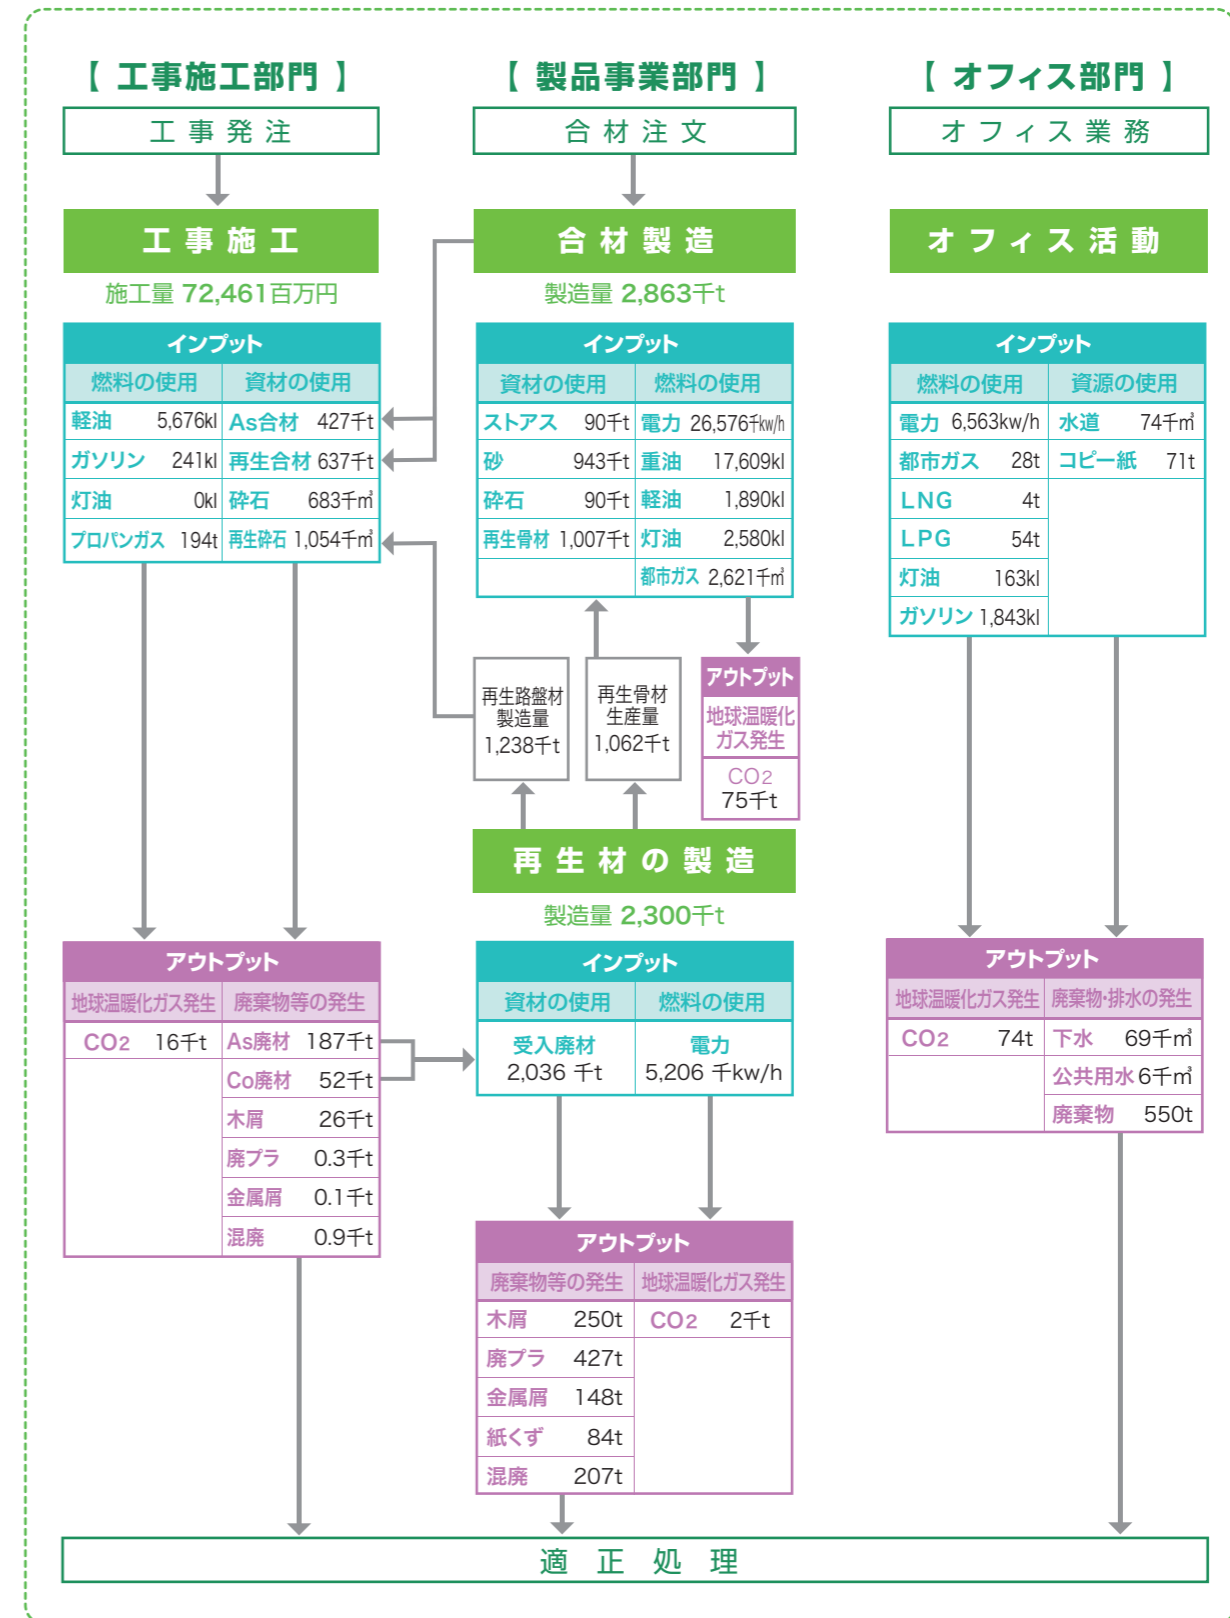 【 工事施工部門 】
工事発注
工事施工
施工量 72,461百万円
インプット
燃料の使用 資材の使用
軽油 5,676kl As合材 427千t
ガソリン 241kl 再生合材 637千t
灯油 0kl 砕石 683千㎥
プロパンガス 194t 再生砕石 1,054千㎥
アウトプット
地球温暖化ガス発生 廃棄物等の発生
CO2 16千t As廃材 187千t
Co廃材 52千t
木屑 26千t
廃プラ 0.3千t
金属屑 0.1千t
混廃 0.9千t
【 製品事業部門 】
合材注文
合材製造
製造量 2,863千t
インプット
資材の使用 燃料の使用
ストアス 90千t 電力 26,576千kw/h
砂 943千t 重油 17,609kl
砕石 90千t 軽油 1,890kl
再生骨材 1,007千t 灯油 2,580kl
都市ガス 2,621千㎥
再生路盤材
製造量
1,238千t
再生骨材
生産量
1,062千t
アウトプット
地球温暖化
ガス発生
CO2
75千t
再生材の製造
製造量 2,300千t
インプット
資材の使用 燃料の使用
受入廃材 電力
2,036 千t 5,206 千kw/h
アウトプット
廃棄物等の発生 地球温暖化ガス発生
木屑 250t CO2 2千t
廃プラ 427t
金属屑 148t
紙くず 84t
混廃 207t
【 オフィス部門 】
オフィス業務
オフィス活動
インプット
燃料の使用 資源の使用
電力 6,563kw/h 水道 74千㎥
都市ガス 28t コピー紙 71t
LNG 4t
LPG 54t
灯油 163kl
ガソリン 1,843kl
アウトプット
地球温暖化ガス発生 廃棄物・排水の発生
CO2 74t 下水 69千㎥
公共用水 6千㎥
廃棄物 550t
適正処理